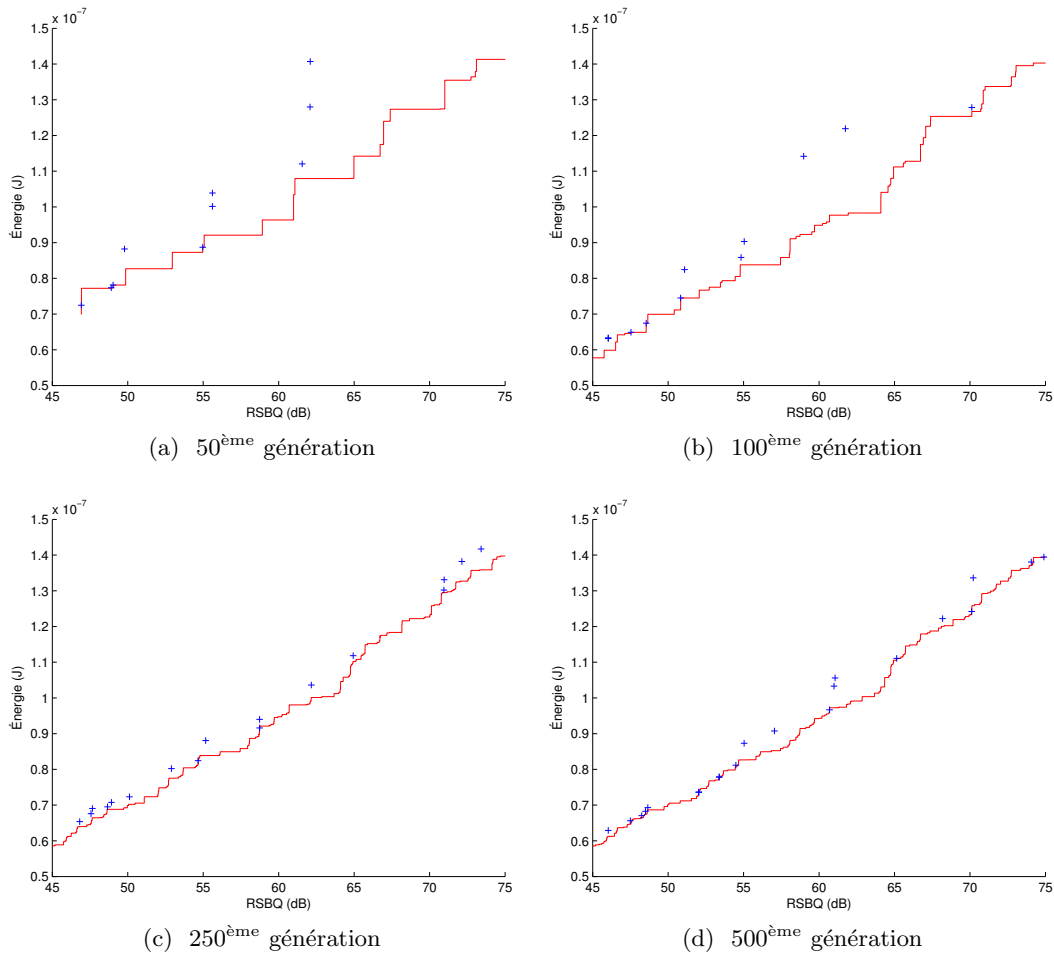 x 10⁻⁷
1.5
1.4
1.3
1.2
1.1
1
0.9
0.8
0.7
0.6
0.5
Énergie (J)
45 50 55 60 65 70 75
RSBQ (dB)
(a) 50ème génération
x 10⁻⁷
1.5
1.4
1.3
1.2
1.1
1
0.9
0.8
0.7
0.6
0.5
Énergie (J)
45 50 55 60 65 70 75
RSBQ (dB)
(b) 100ème génération
x 10⁻⁷
1.5
1.4
1.3
1.2
1.1
1
0.9
0.8
0.7
0.6
0.5
Énergie (J)
45 50 55 60 65 70 75
RSBQ (dB)
(c) 250ème génération
x 10⁻⁷
1.5
1.4
1.3
1.2
1.1
1
0.9
0.8
0.7
0.6
0.5
Énergie (J)
45 50 55 60 65 70 75
RSBQ (dB)
(d) 500ème génération